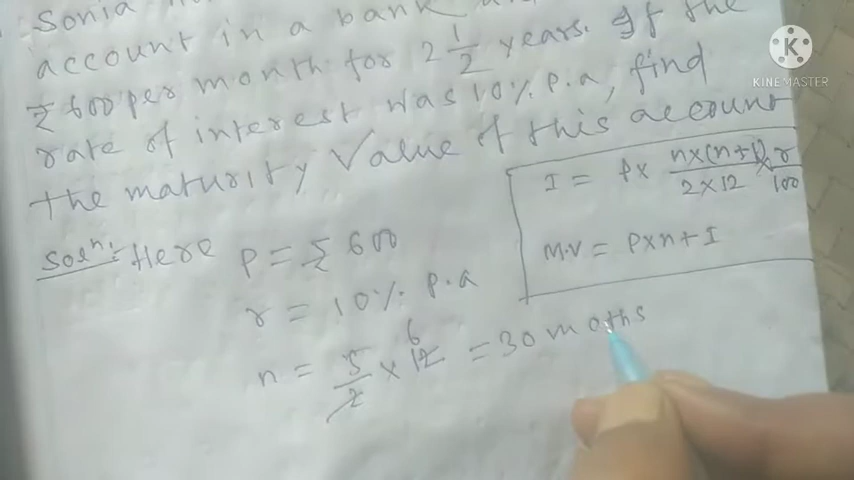 Sonia
account in a bank
₹ 600 per month for 2 1/2 years. If the
rate of interest was 10% p.a, find
the maturity value of this account
Solⁿ: Here P = ₹ 600
r = 10% p.a
n = 5/2 × 12 6 = 30 moths
I = P× n×(n+1)/2×12 × r/100
M.V = P×n+I
K
KINEMASTER